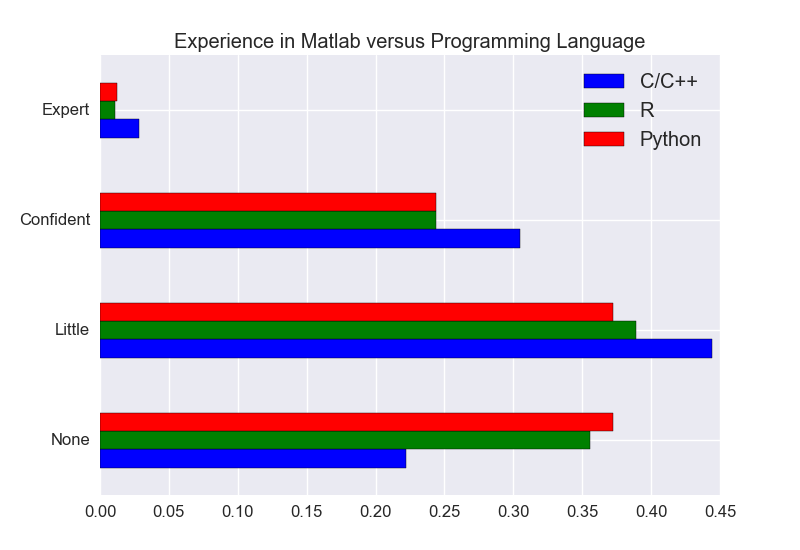 Experience in Matlab versus Programming Language
C/C++
R
Python
Expert
Confident
Little
None
0.00 0.05 0.10 0.15 0.20 0.25 0.30 0.35 0.40 0.45